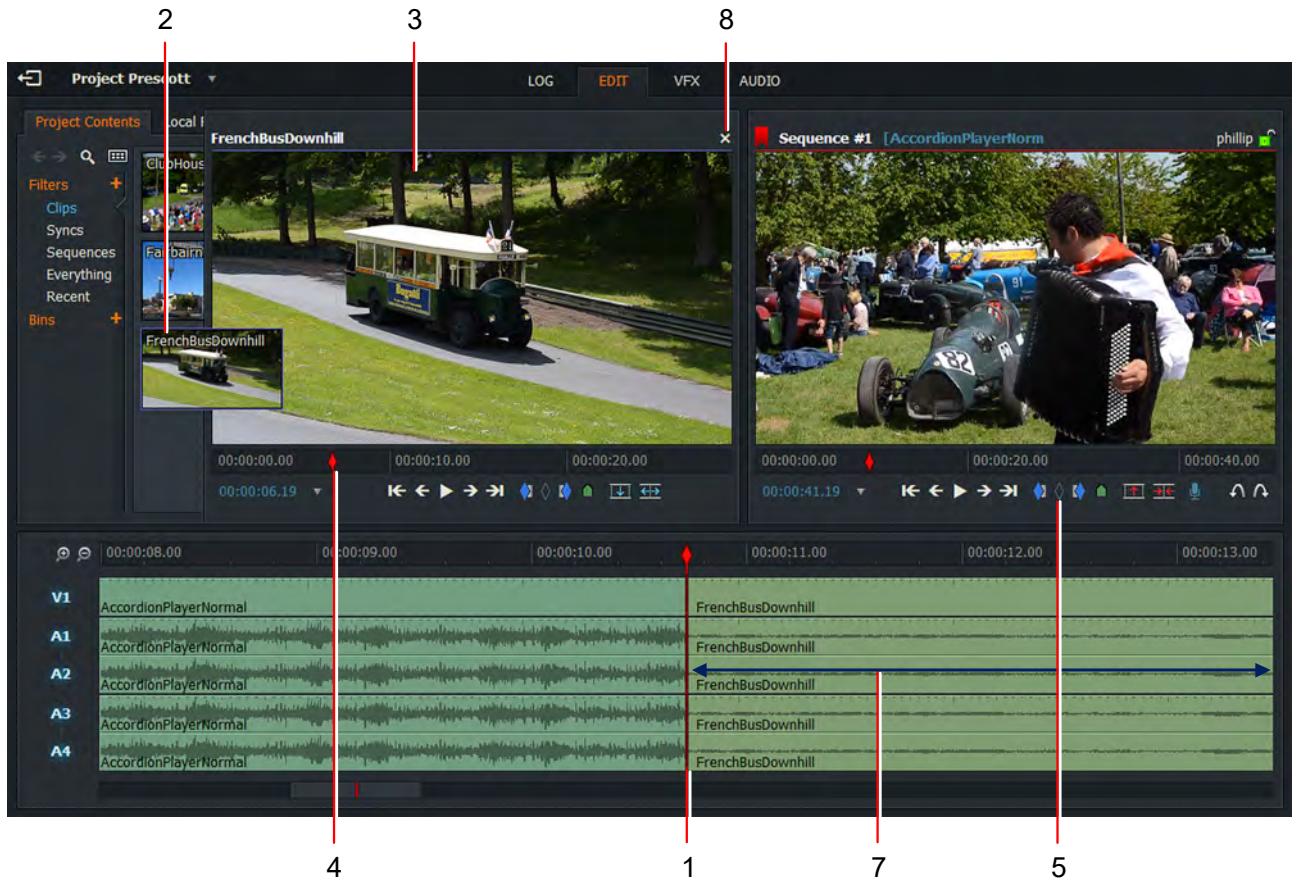 2 3 8
Project Prescott
LOG EDIT VFX AUDIO
Project Contents Local
FrenchBusDownhill ×
Sequence #1 [AccordionPlayerNorm phillip
Filters +
Clips
Syncs
Sequences
Everything
Recent
Bins +
ClubHous
Fairbairn
FrenchBusDownhill
Bugatti
91
82
00:00:00.00 00:00:10.00 00:00:20.00
00:00:06.19
00:00:00.00 00:00:20.00 00:00:40.00
00:00:41.19
00:00:08.00 00:00:09.00 00:00:10.00 00:00:11.00 00:00:12.00 00:00:13.00
V1 AccordionPlayerNormal FrenchBusDownhill
A1 AccordionPlayerNormal FrenchBusDownhill
A2 AccordionPlayerNormal FrenchBusDownhill
A3 AccordionPlayerNormal FrenchBusDownhill
A4 AccordionPlayerNormal FrenchBusDownhill
4 1 7 5